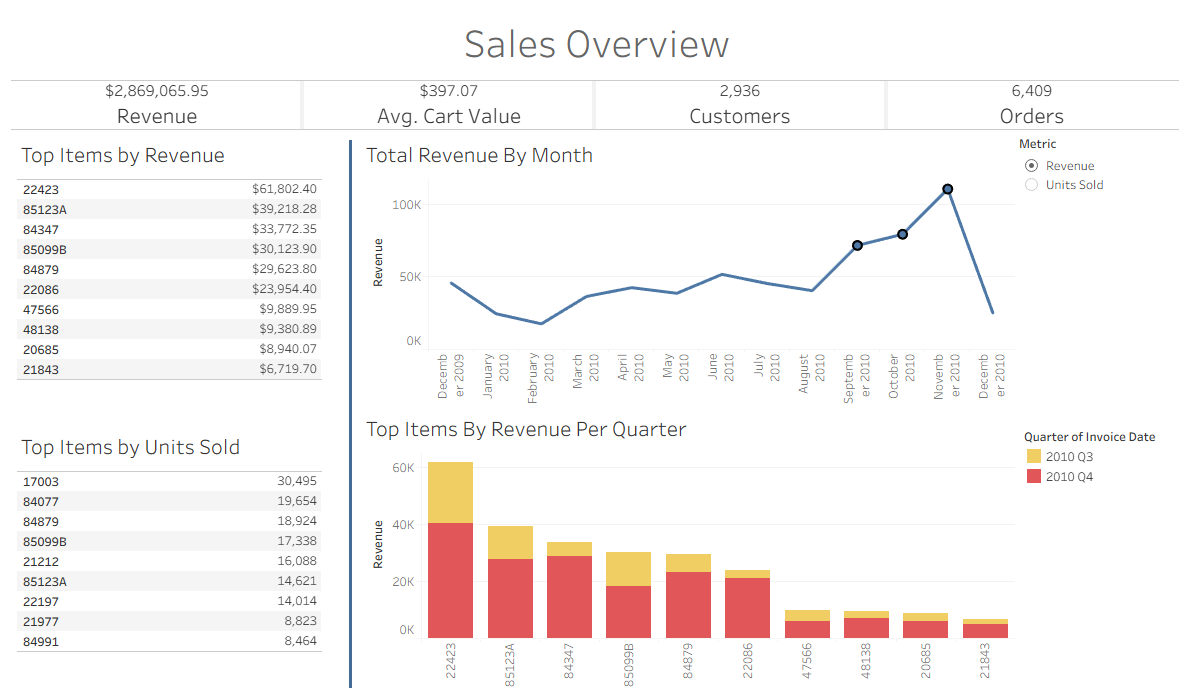 Sales Overview
$2,869,065.95
Revenue
$397.07
Avg. Cart Value
2,936
Customers
6,409
Orders
Top Items by Revenue
22423 $61,802.40
85123A $39,218.28
84347 $33,772.35
85099B $30,123.90
84879 $29,623.80
22086 $23,954.40
47566 $9,889.95
48138 $9,380.89
20685 $8,940.07
21843 $6,719.70
Top Items by Units Sold
17003 30,495
84077 19,654
84879 18,924
85099B 17,338
21212 16,088
85123A 14,621
22197 14,014
21977 8,823
84991 8,464
Total Revenue By Month
Revenue
100K
50K
0K
Decemb
er 2009
January
2010
February
2010
March
2010
April
2010
May
2010
June
2010
July
2010
August
2010
Septemb
er 2010
October
2010
Novemb
er 2010
Decemb
er 2010
Metric
Revenue
Units Sold
Top Items By Revenue Per Quarter
Revenue
60K
40K
20K
0K
22423
85123A
84347
85099B
84879
22086
47566
48138
20685
21843
Quarter of Invoice Date
2010 Q3
2010 Q4